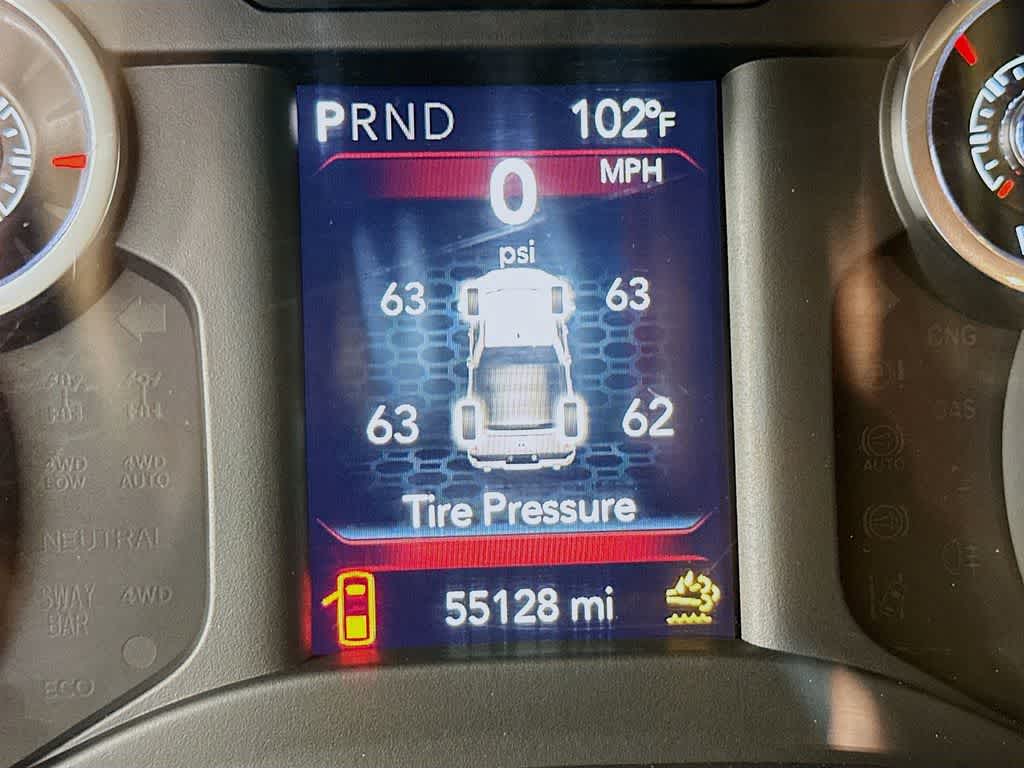 PRND 102°F
0 MPH
psi
63 63
63 62
Tire Pressure
55128 mi
4WD LOW
4WD AUTO
NEUTRAL
SWAY BAR
4WD
ECO
CNG
GAS
AUTO